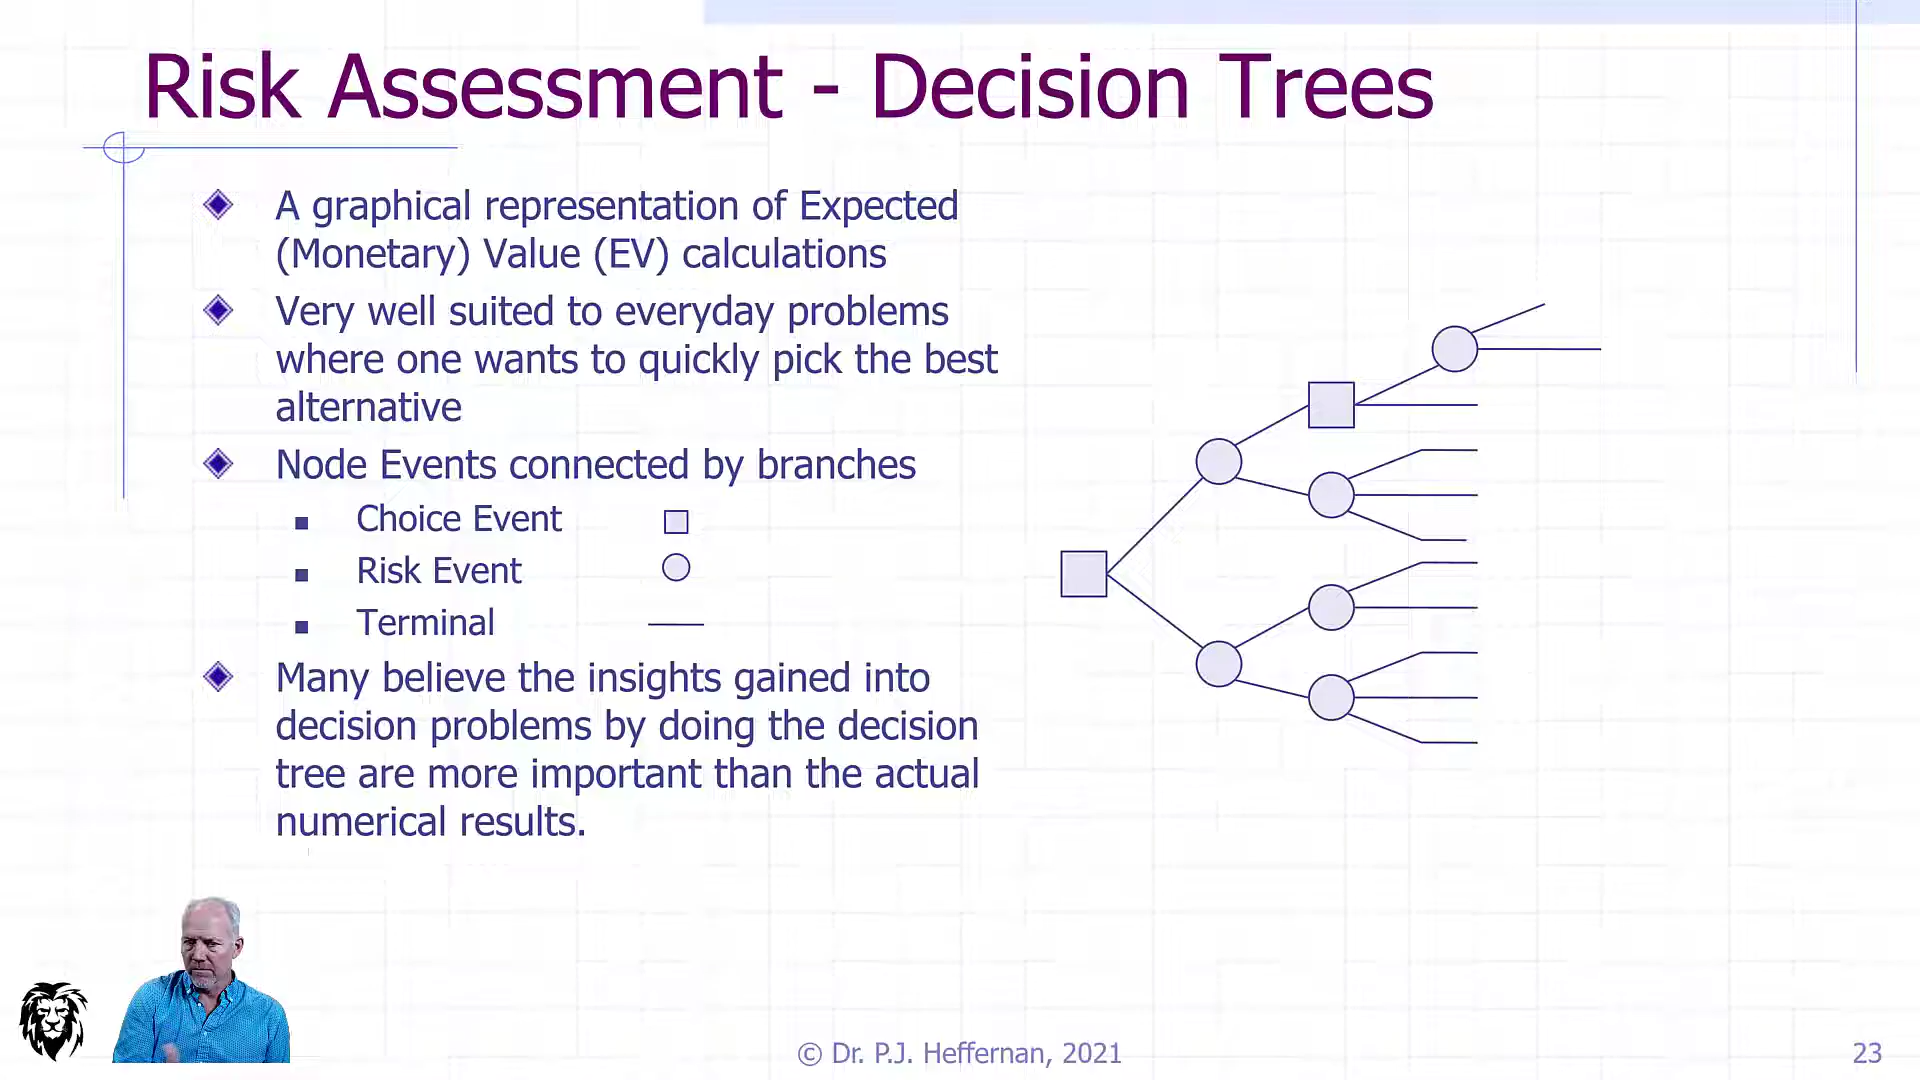 Risk Assessment - Decision Trees
A graphical representation of Expected
(Monetary) Value (EV) calculations
Very well suited to everyday problems
where one wants to quickly pick the best
alternative
Node Events connected by branches
Choice Event
Risk Event
Terminal
Many believe the insights gained into
decision problems by doing the decision
tree are more important than the actual
numerical results.
© Dr. P.J. Heffernan, 2021
23